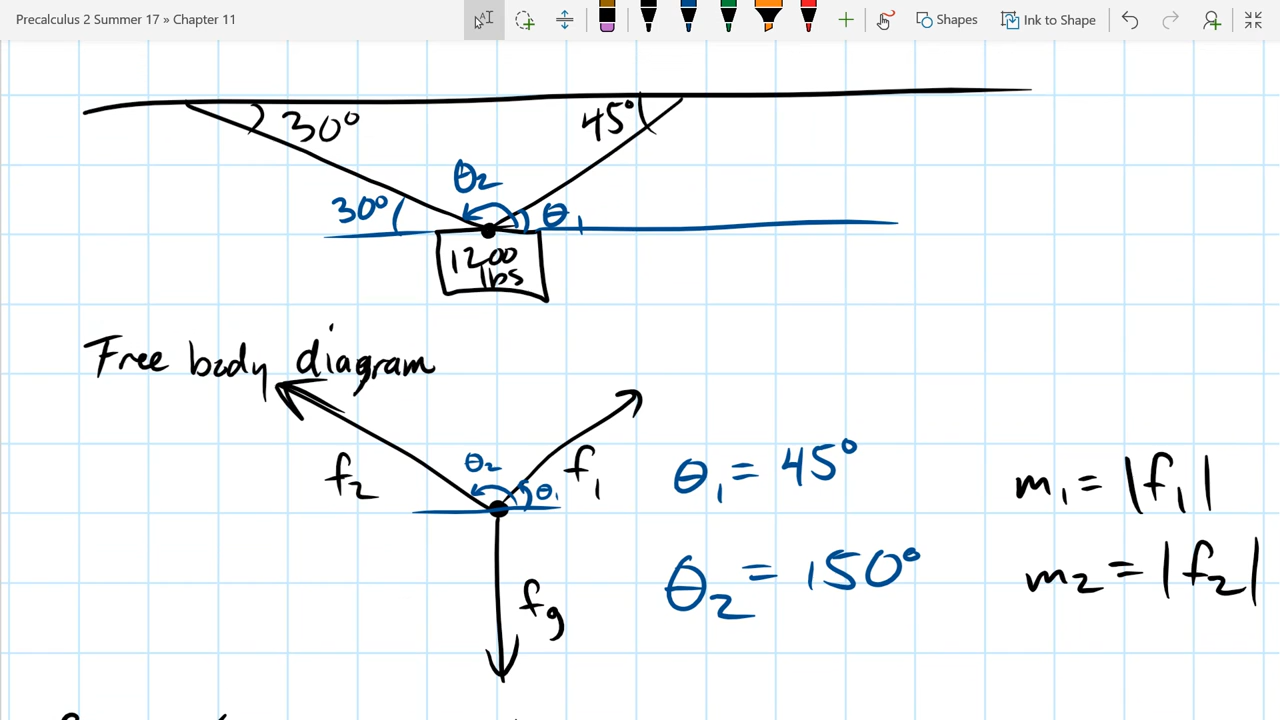 Precalculus 2 Summer 17 » Chapter 11
Shapes
Ink to Shape
30°
45°
θ2
30°
θ1
1200
lbs
Free body diagram
f2
θ2
θ1
f1
fg
θ1 = 45°
θ2 = 150°
m1 = |f1|
m2 = |f2|